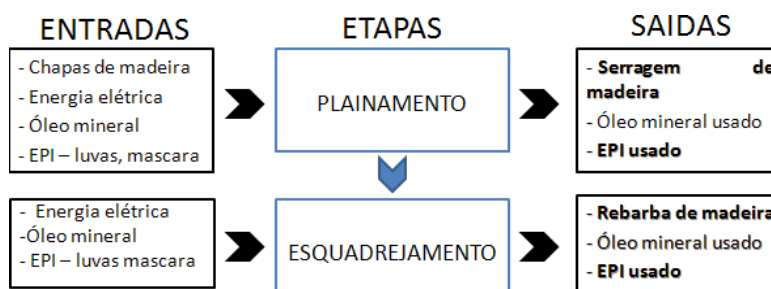 ENTRADAS
ETAPAS
SAIDAS
- Chapas de madeira
- Energia elétrica
- Óleo mineral
- EPI – luvas, mascara
PLAINAMENTO
- Serragem de
madeira
- Óleo mineral usado
- EPI usado
- Energia elétrica
-Óleo mineral
- EPI – luvas mascara
ESQUADREJAMENTO
- Rebarba de madeira
- Óleo mineral usado
- EPI usado